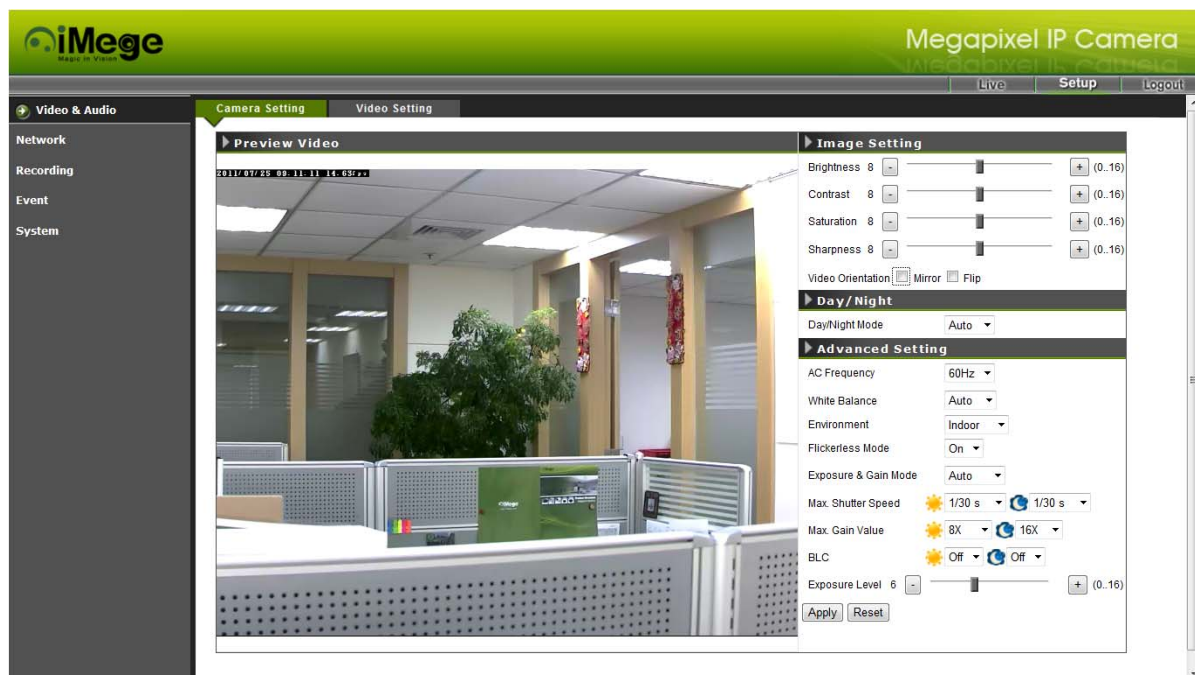 iMege
Magic in Vision
Megapixel IP Camera
Live Setup Logout
Video & Audio
Network
Recording
Event
System
Camera Setting Video Setting
Preview Video
2011/07/25 09:11:11 14.63fps
Image Setting
Brightness 8 - + (0..16)
Contrast 8 - + (0..16)
Saturation 8 - + (0..16)
Sharpness 8 - + (0..16)
Video Orientation Mirror Flip
Day/Night
Day/Night Mode Auto
Advanced Setting
AC Frequency 60Hz
White Balance Auto
Environment Indoor
Flickerless Mode On
Exposure & Gain Mode Auto
Max. Shutter Speed 1/30 s 1/30 s
Max. Gain Value 8X 16X
BLC Off Off
Exposure Level 6 - + (0..16)
Apply Reset